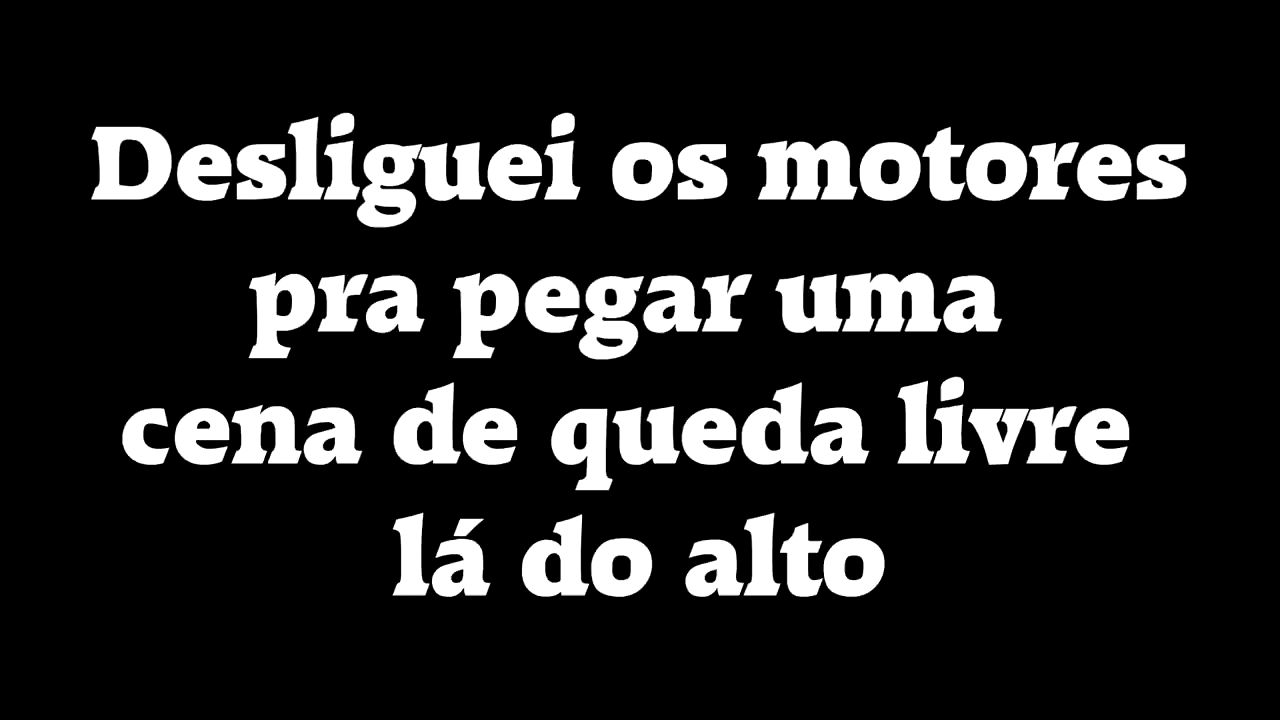 Desliguei os motores
pra pegar uma
cena de queda livre
lá do alto